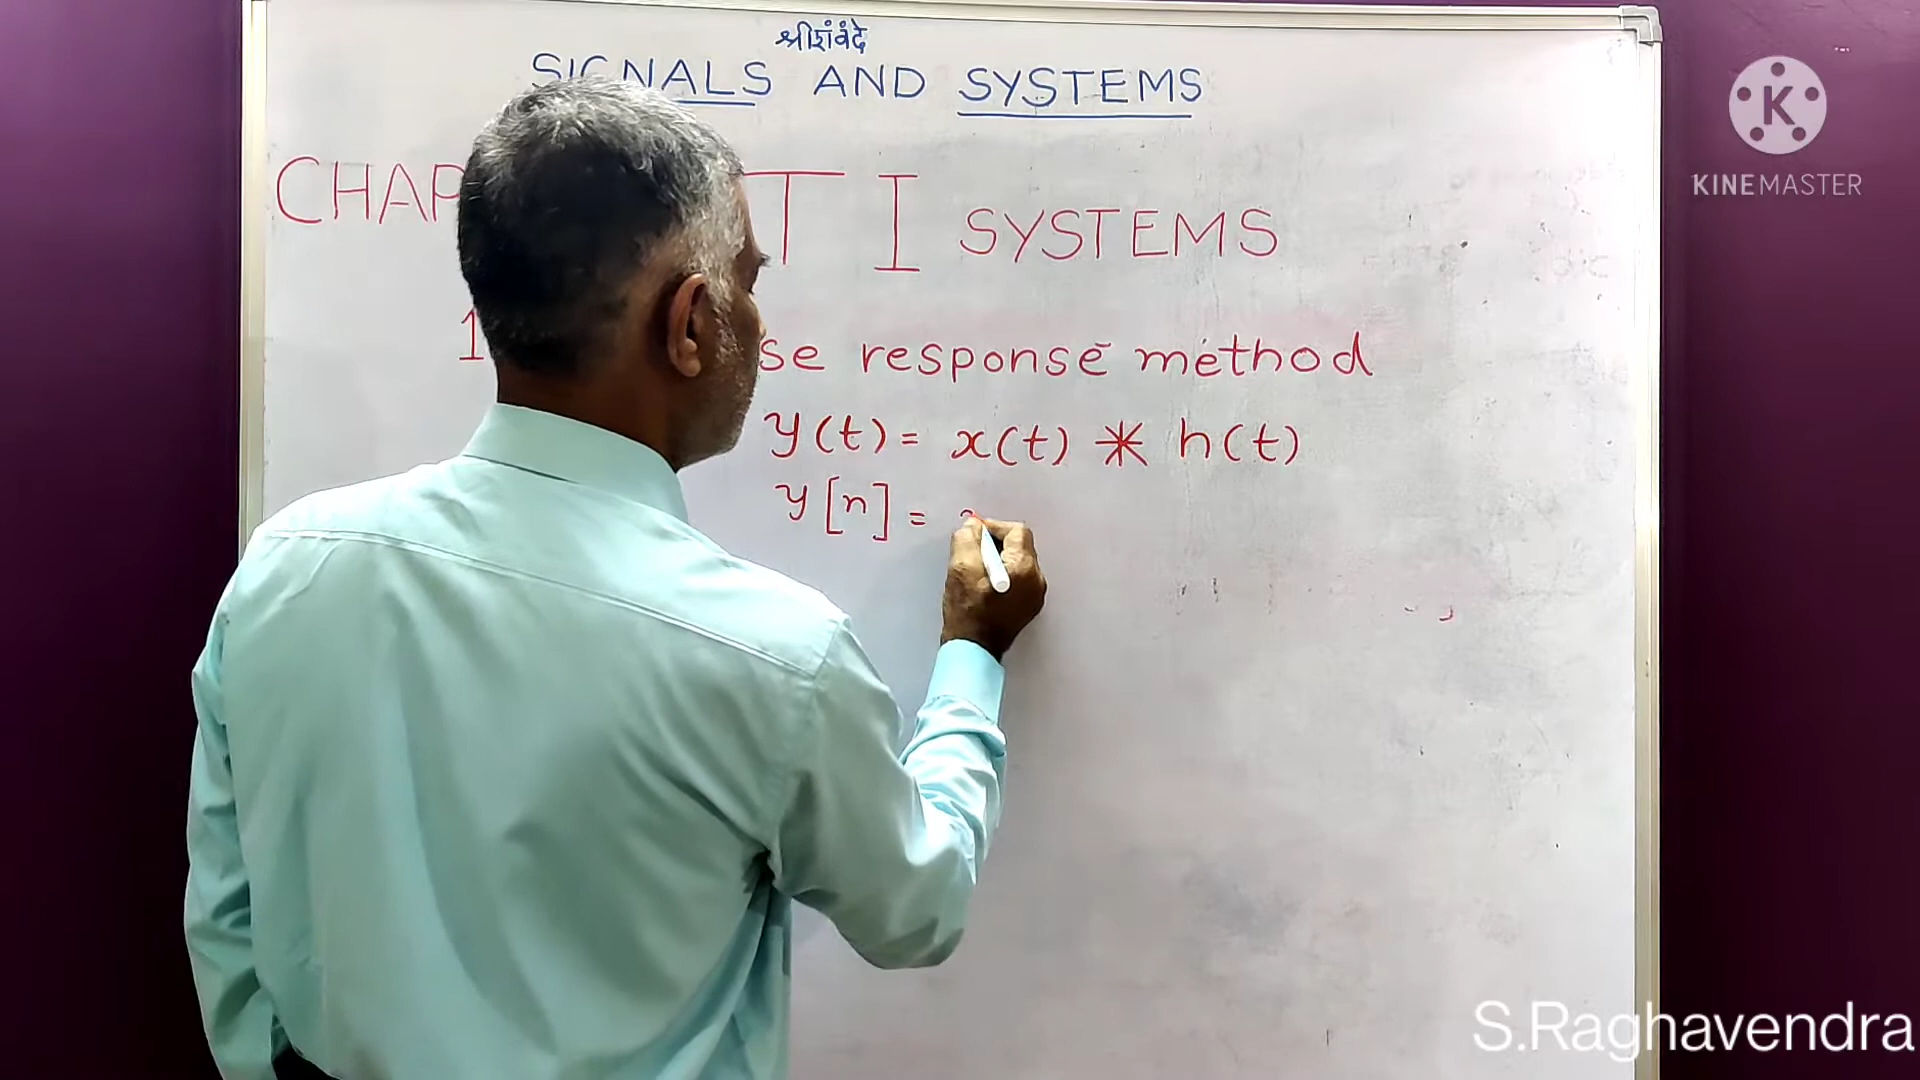 श्रीशंवंदे
SIGNALS AND SYSTEMS
CHAP T I SYSTEMS
1 se response method
y(t) = x(t) * h(t)
y[n] =
K
KINEMASTER
S.Raghavendra